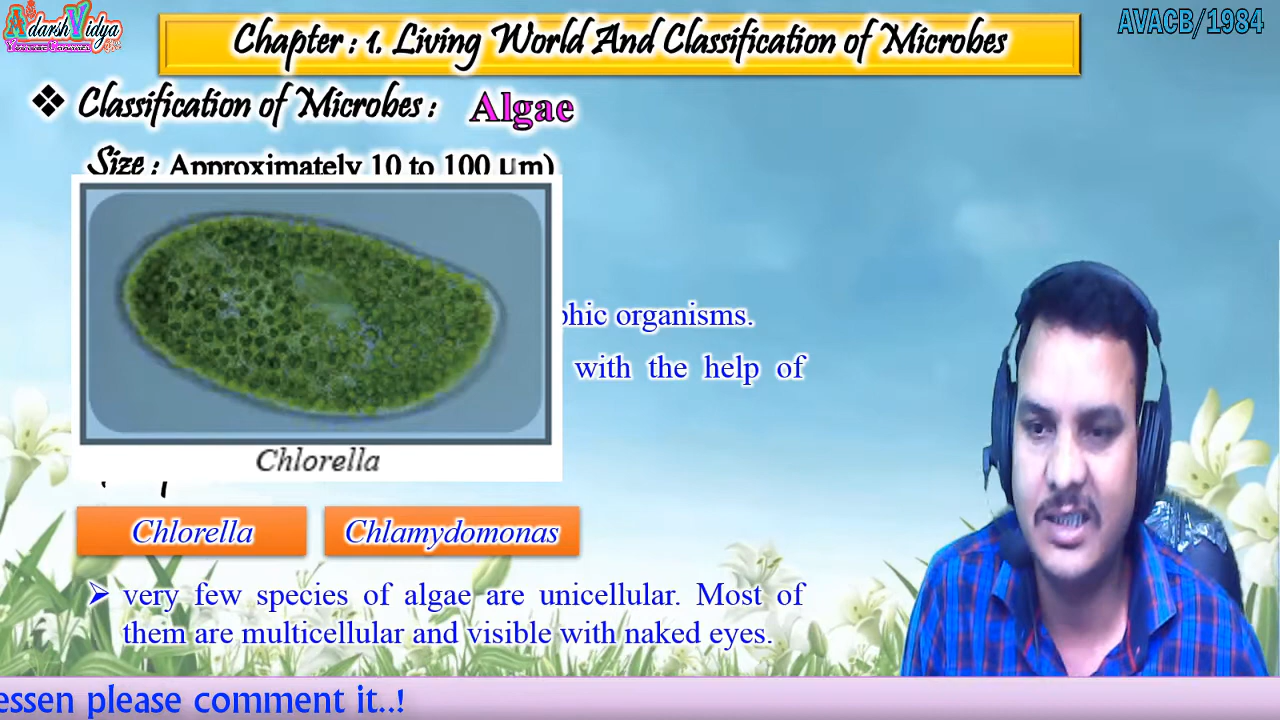 AdarshVidya
AVACB/1984
Chapter : 1. Living World And Classification of Microbes
❖ Classification of Microbes : Algae
Size : Approximately 10 to 100 μm)
phic organisms.
with the help of
Chlorella
Chlorella Chlamydomonas
➢ very few species of algae are unicellular. Most of
them are multicellular and visible with naked eyes.
essen please comment it..!